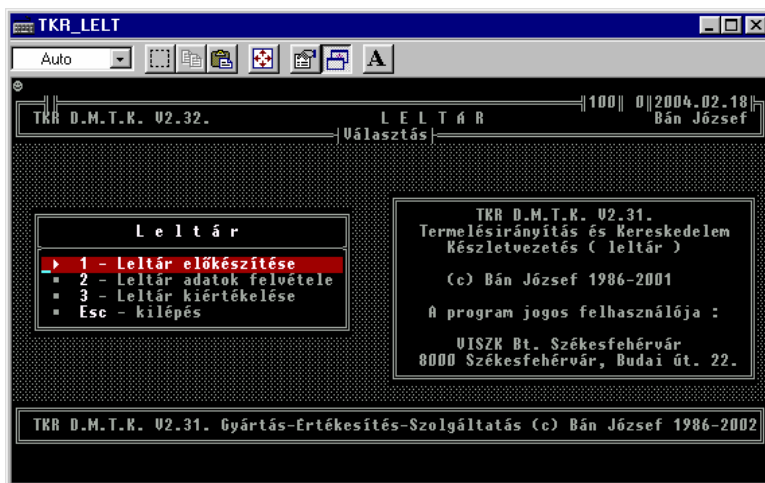 TKR_LELT
Auto
A
100 0 2004.02.18
TKR D.M.T.K. V2.32. L E L T Á R Bán József
Választás
L e l t á r
1 - Leltár előkészítése
2 - Leltár adatok felvétele
3 - Leltár kiértékelése
Esc - kilépés
TKR D.M.T.K. V2.31.
Termelésirányítás és Kereskedelem
Készletvezetés ( leltár )
(c) Bán József 1986-2001
A program jogos felhasználója :
VISZK Bt. Székesfehérvár
8000 Székesfehérvár, Budai út. 22.
TKR D.M.T.K. V2.31. Gyártás-Értékesítés-Szolgáltatás (c) Bán József 1986-2002